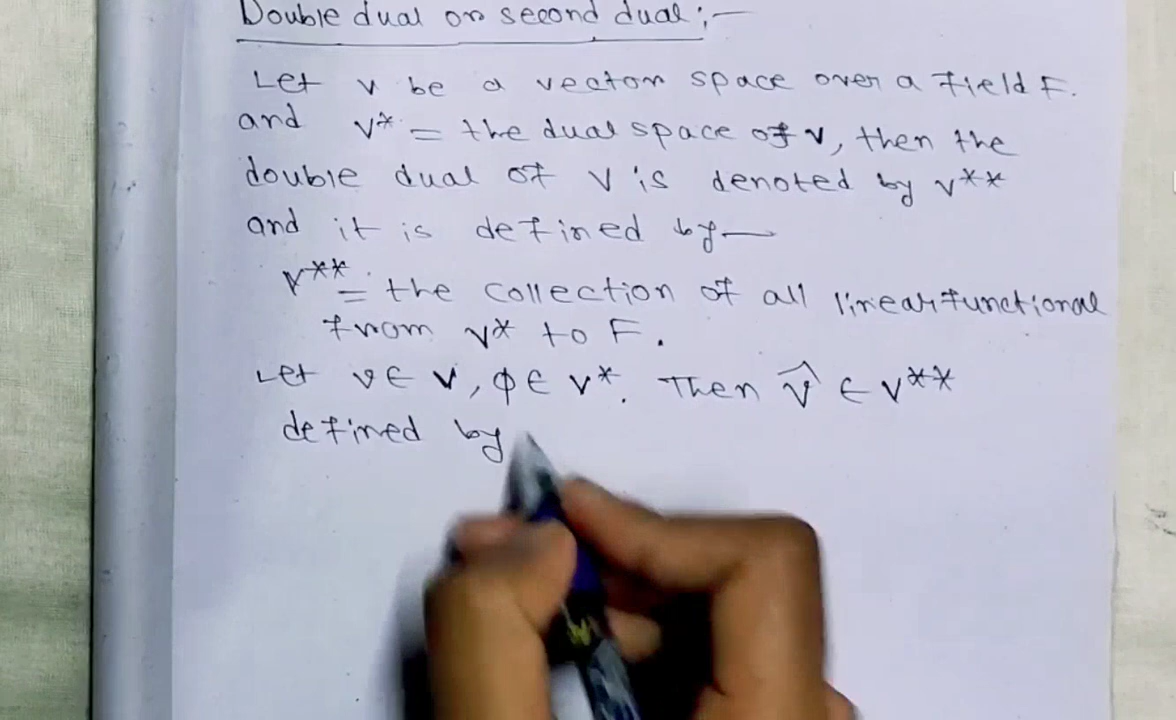 Double dual or second dual :-
Let V be a vector space over a field F.
and V* = the dual space of V, then the
double dual of V is denoted by V**
and it is defined by—
V** = the collection of all linear functional
from V* to F.
Let v ∈ V, φ ∈ V*. Then v̂ ∈ V**
defined by